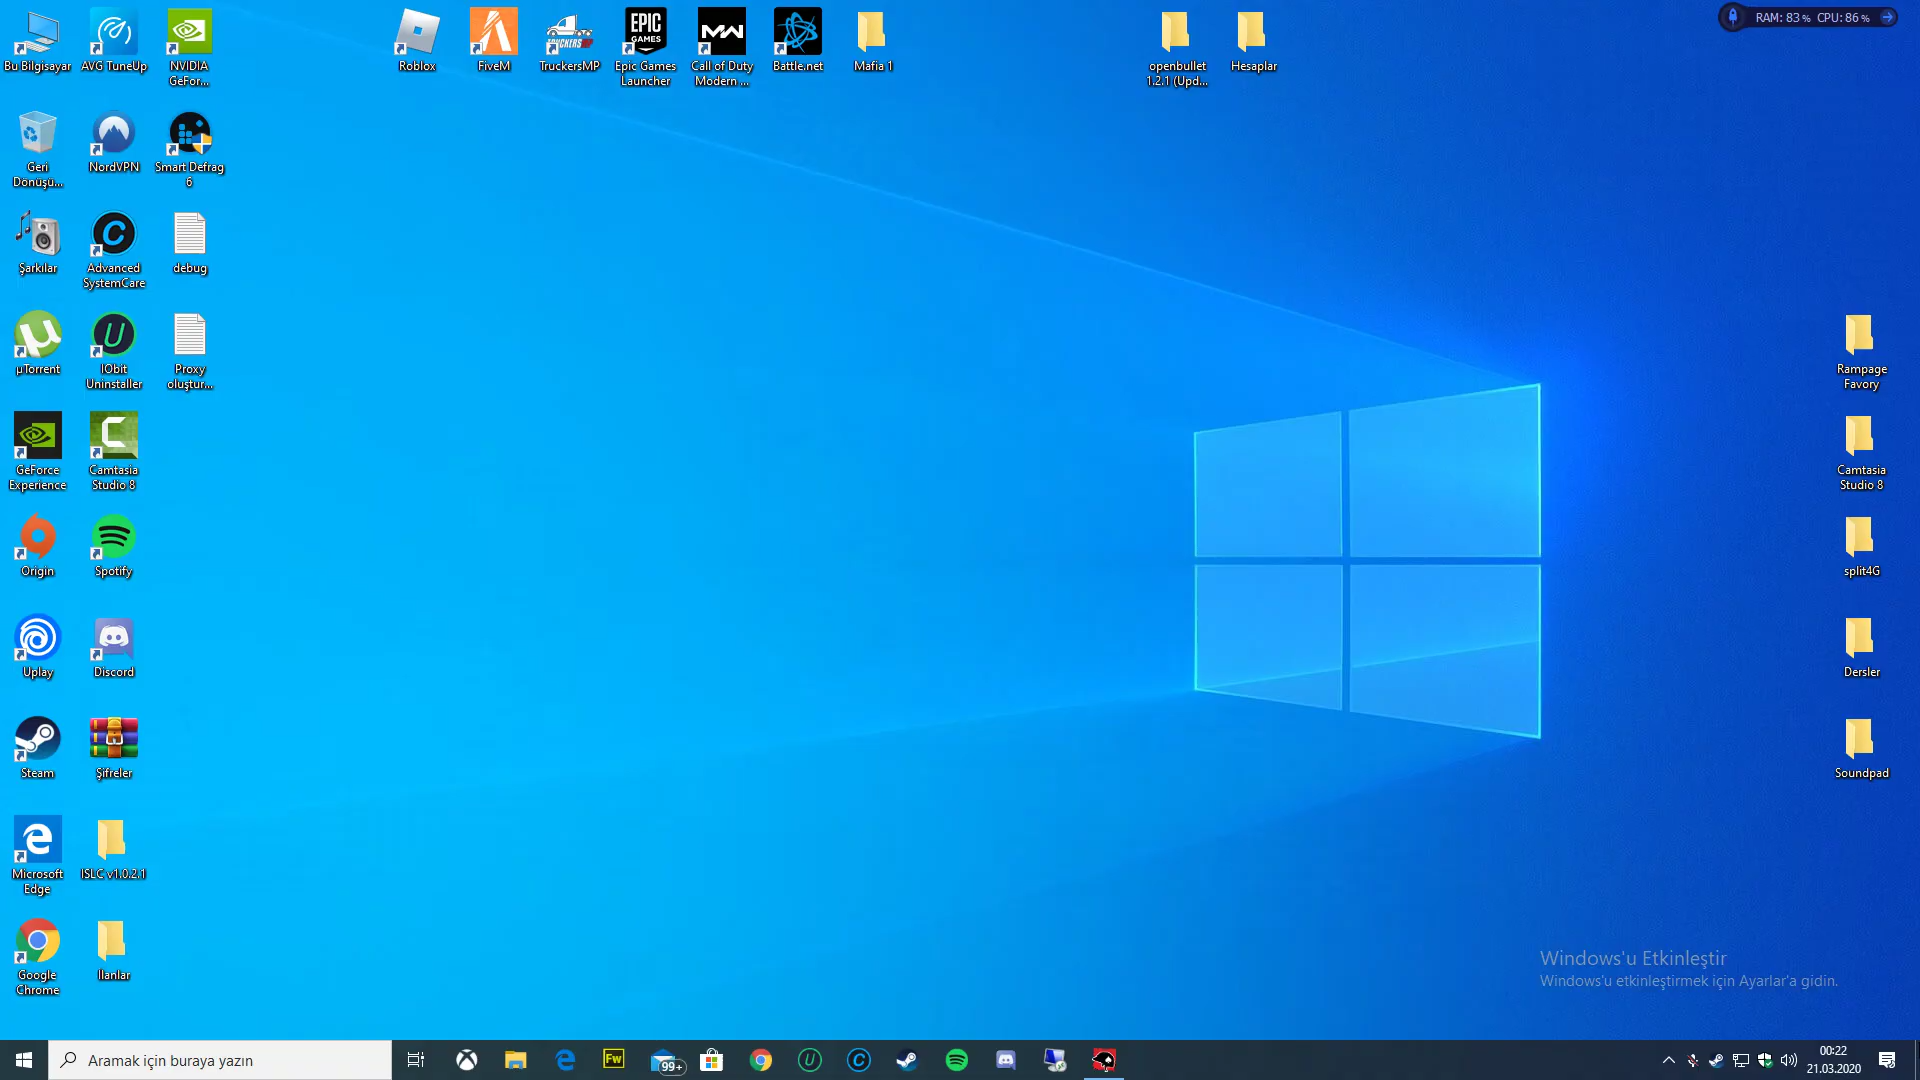 Bu Bilgisayar
AVG TuneUp
NVIDIA
GeFor...
Roblox
FiveM
TRUCKERSMP
TruckersMP
EPIC
GAMES
Epic Games
Launcher
Call of Duty
Modern ...
Battle.net
Mafia 1
openbullet
1.2.1 (Upd...
Hesaplar
RAM: 83% CPU: 86%
Geri
Dönüşü...
NordVPN
Smart Defrag
6
Şarkılar
Advanced
SystemCare
debug
µTorrent
IObit
Uninstaller
Proxy
oluştur...
Rampage
Favory
GeForce
Experience
Camtasia
Studio 8
Camtasia
Studio 8
Origin
Spotify
split4G
Uplay
Discord
Dersler
Steam
Şifreler
Soundpad
Microsoft
Edge
ISLC v1.0.2.1
Google
Chrome
Ilanlar
Windows'u Etkinleştir
Windows'u etkinleştirmek için Ayarlar'a gidin.
Aramak için buraya yazın
Fw
99+
00:22
21.03.2020